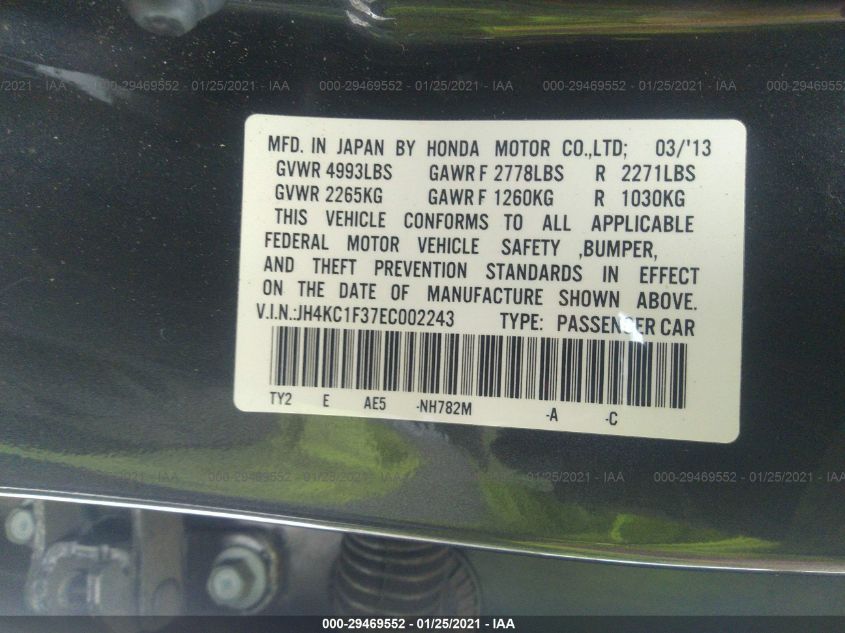 000-29469552 - 01/25/2021 - IAA
MFD. IN JAPAN BY HONDA MOTOR CO.,LTD; 03/'13
GVWR 4993LBS GAWR F 2778LBS R 2271LBS
GVWR 2265KG GAWR F 1260KG R 1030KG
THIS VEHICLE CONFORMS TO ALL APPLICABLE
FEDERAL MOTOR VEHICLE SAFETY ,BUMPER,
AND THEFT PREVENTION STANDARDS IN EFFECT
ON THE DATE OF MANUFACTURE SHOWN ABOVE.
V.I.N.:JH4KC1F37EC002243 TYPE: PASSENGER CAR
TY2 E AE5 -NH782M -A -C
000-29469552 - 01/25/2021 - IAA
000-29469552 - 01/25/2021 - IAA